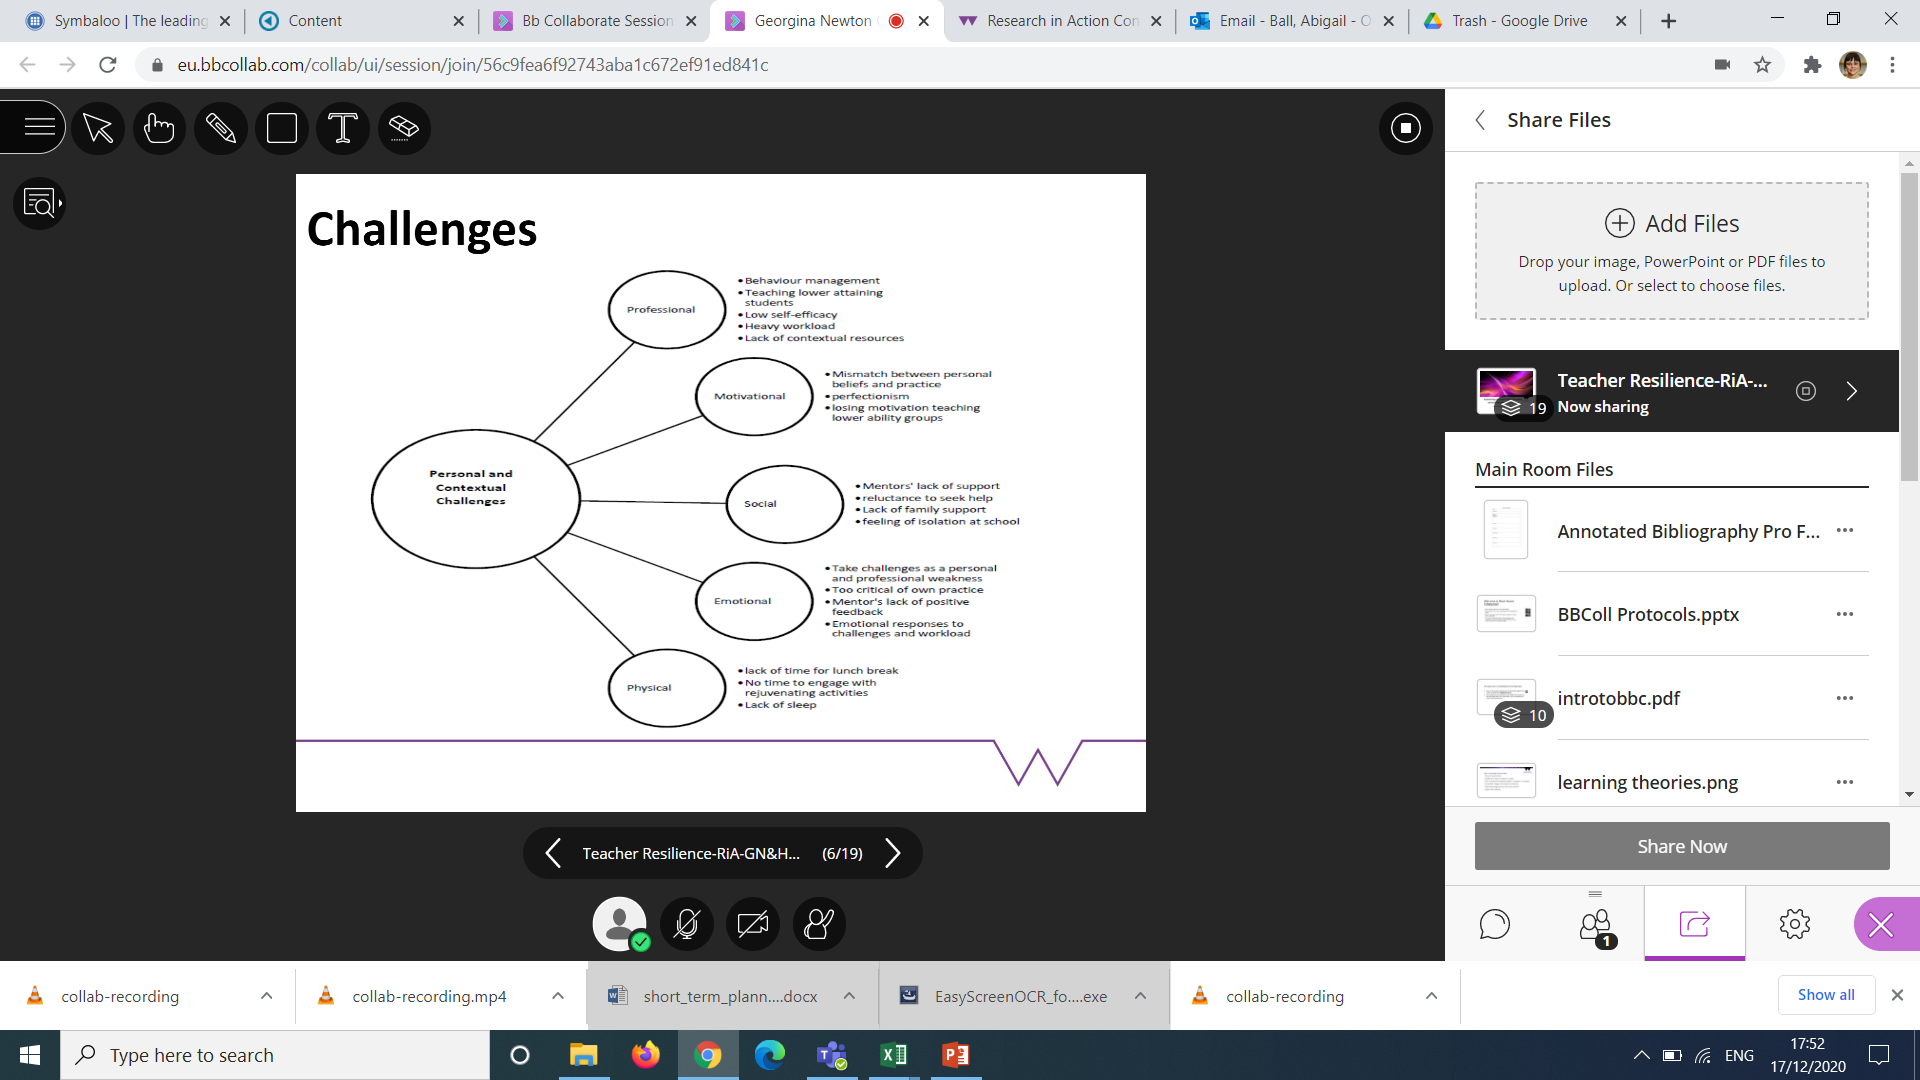 Symbaloo | The leading
Content
Bb Collaborate Session
Georgina Newton
Research in Action Con
Email - Ball, Abigail - O
Trash - Google Drive
eu.bbcollab.com/collab/ui/session/join/56c9fea6f92743aba1c672ef91ed841c
Challenges
Professional
• Behaviour management
• Teaching lower attaining
students
• Low self-efficacy
• Heavy workload
• Lack of contextual resources
Motivational
• Mismatch between personal
beliefs and practice
• perfectionism
• losing motivation teaching
lower ability groups
Personal and
Contextual
Challenges
Social
• Mentors' lack of support
• reluctance to seek help
• Lack of family support
• feeling of isolation at school
Emotional
• Take challenges as a personal
and professional weakness
• Too critical of own practice
• Mentor's lack of positive
feedback
• Emotional responses to
challenges and workload
Physical
• lack of time for lunch break
• No time to engage with
rejuvenating activities
• Lack of sleep
Teacher Resilience-RiA-GN&H... (6/19)
Share Files
Add Files
Drop your image, PowerPoint or PDF files to
upload. Or select to choose files.
Teacher Resilience-RiA-...
19
Now sharing
Main Room Files
Annotated Bibliography Pro F...
BBColl Protocols.pptx
introtobbc.pdf
10
learning theories.png
Share Now
1
collab-recording
collab-recording.mp4
short_term_plann....docx
EasyScreenOCR_fo....exe
collab-recording
Show all
Type here to search
ENG
17:52
17/12/2020